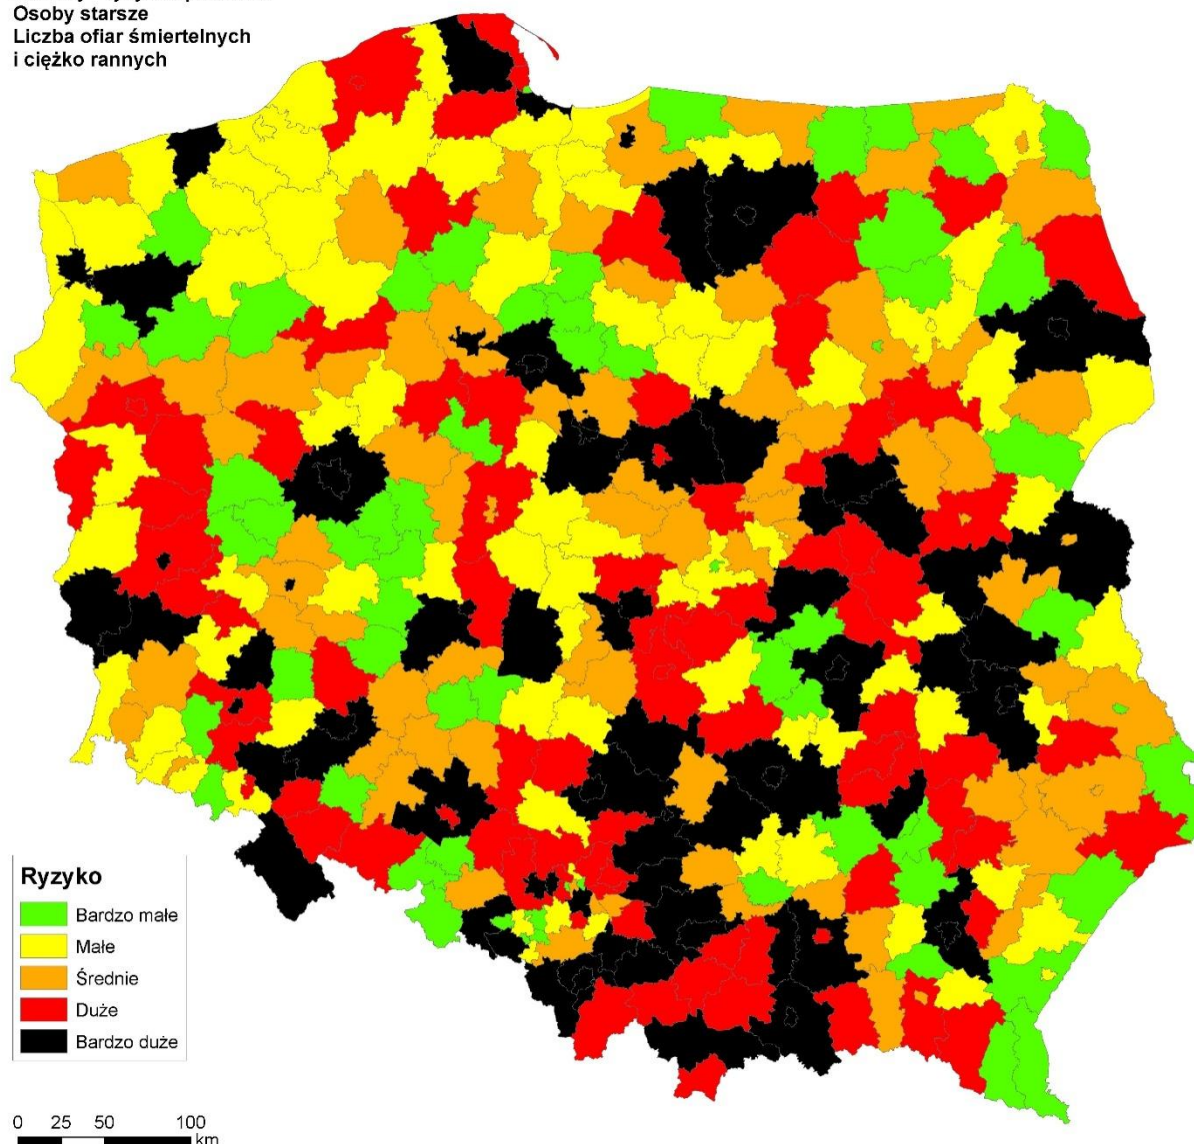 Osoby starsze
Liczba ofiar śmiertelnych
i ciężko rannych
Ryzyko
Bardzo małe
Małe
Średnie
Duże
Bardzo duże
0 25 50 100
km